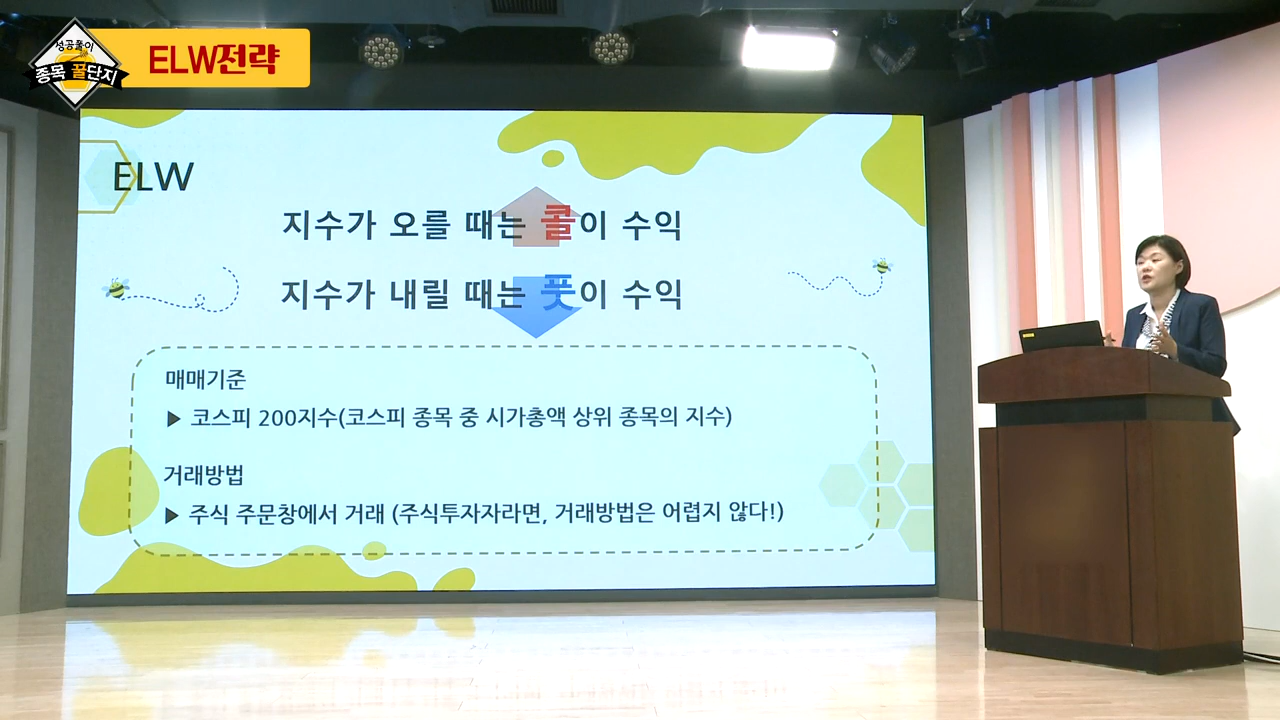 성공풀이
종목 꿀단지
ELW전략
ELW
지수가 오를 때는 콜이 수익
지수가 내릴 때는 풋이 수익
매매기준
▶ 코스피 200지수(코스피 종목 중 시가총액 상위 종목의 지수)
거래방법
▶ 주식 주문창에서 거래 (주식투자자라면, 거래방법은 어렵지 않다!)